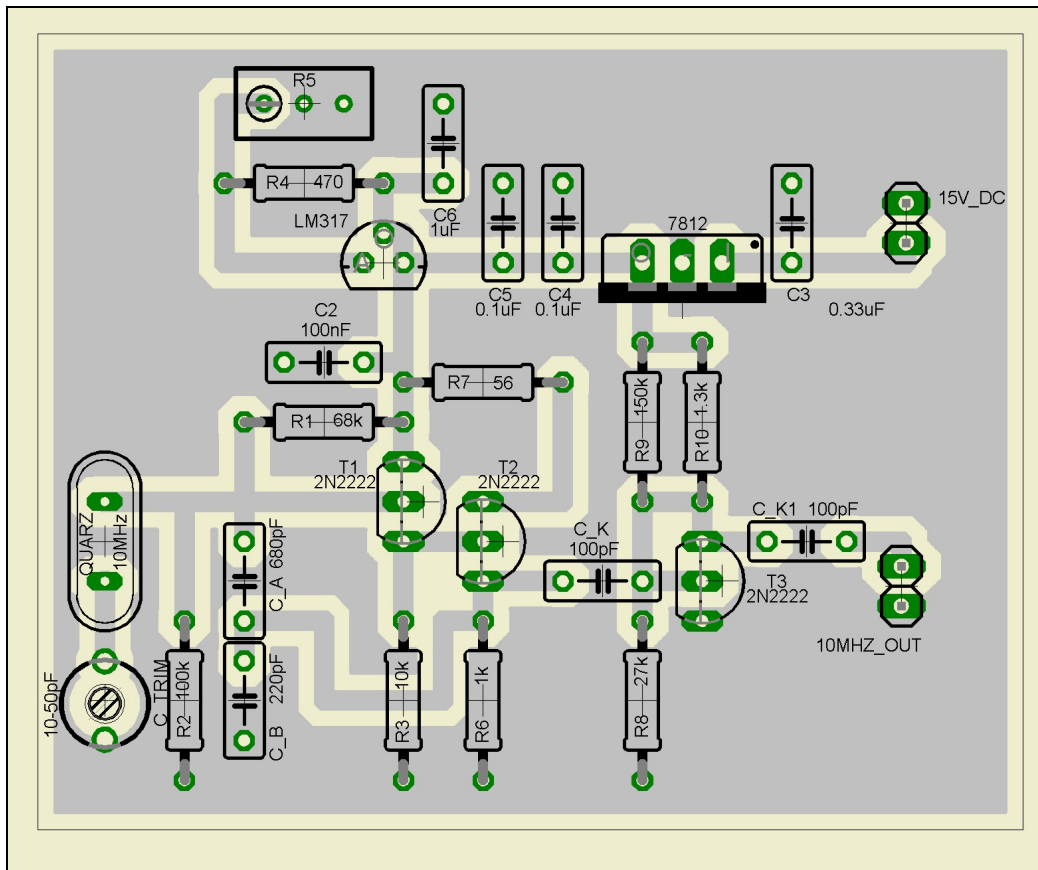 R5
R4 470
C6
1uF
LM317
7812
15V_DC
C5
0.1uF
C4
0.1uF
C3
0.33uF
A
C2
100nF
R7 56
R1 68k
R9 150k
R10 1.3k
T1
2N2222
T2
2N2222
QUARZ
10MHz
C_A 680pF
C_K
100pF
C_K1 100pF
T3
2N2222
10MHZ_OUT
10-50pF
C_TRIM
R2 100k
C_B 220pF
R3 10k
R6 1k
R8 27k